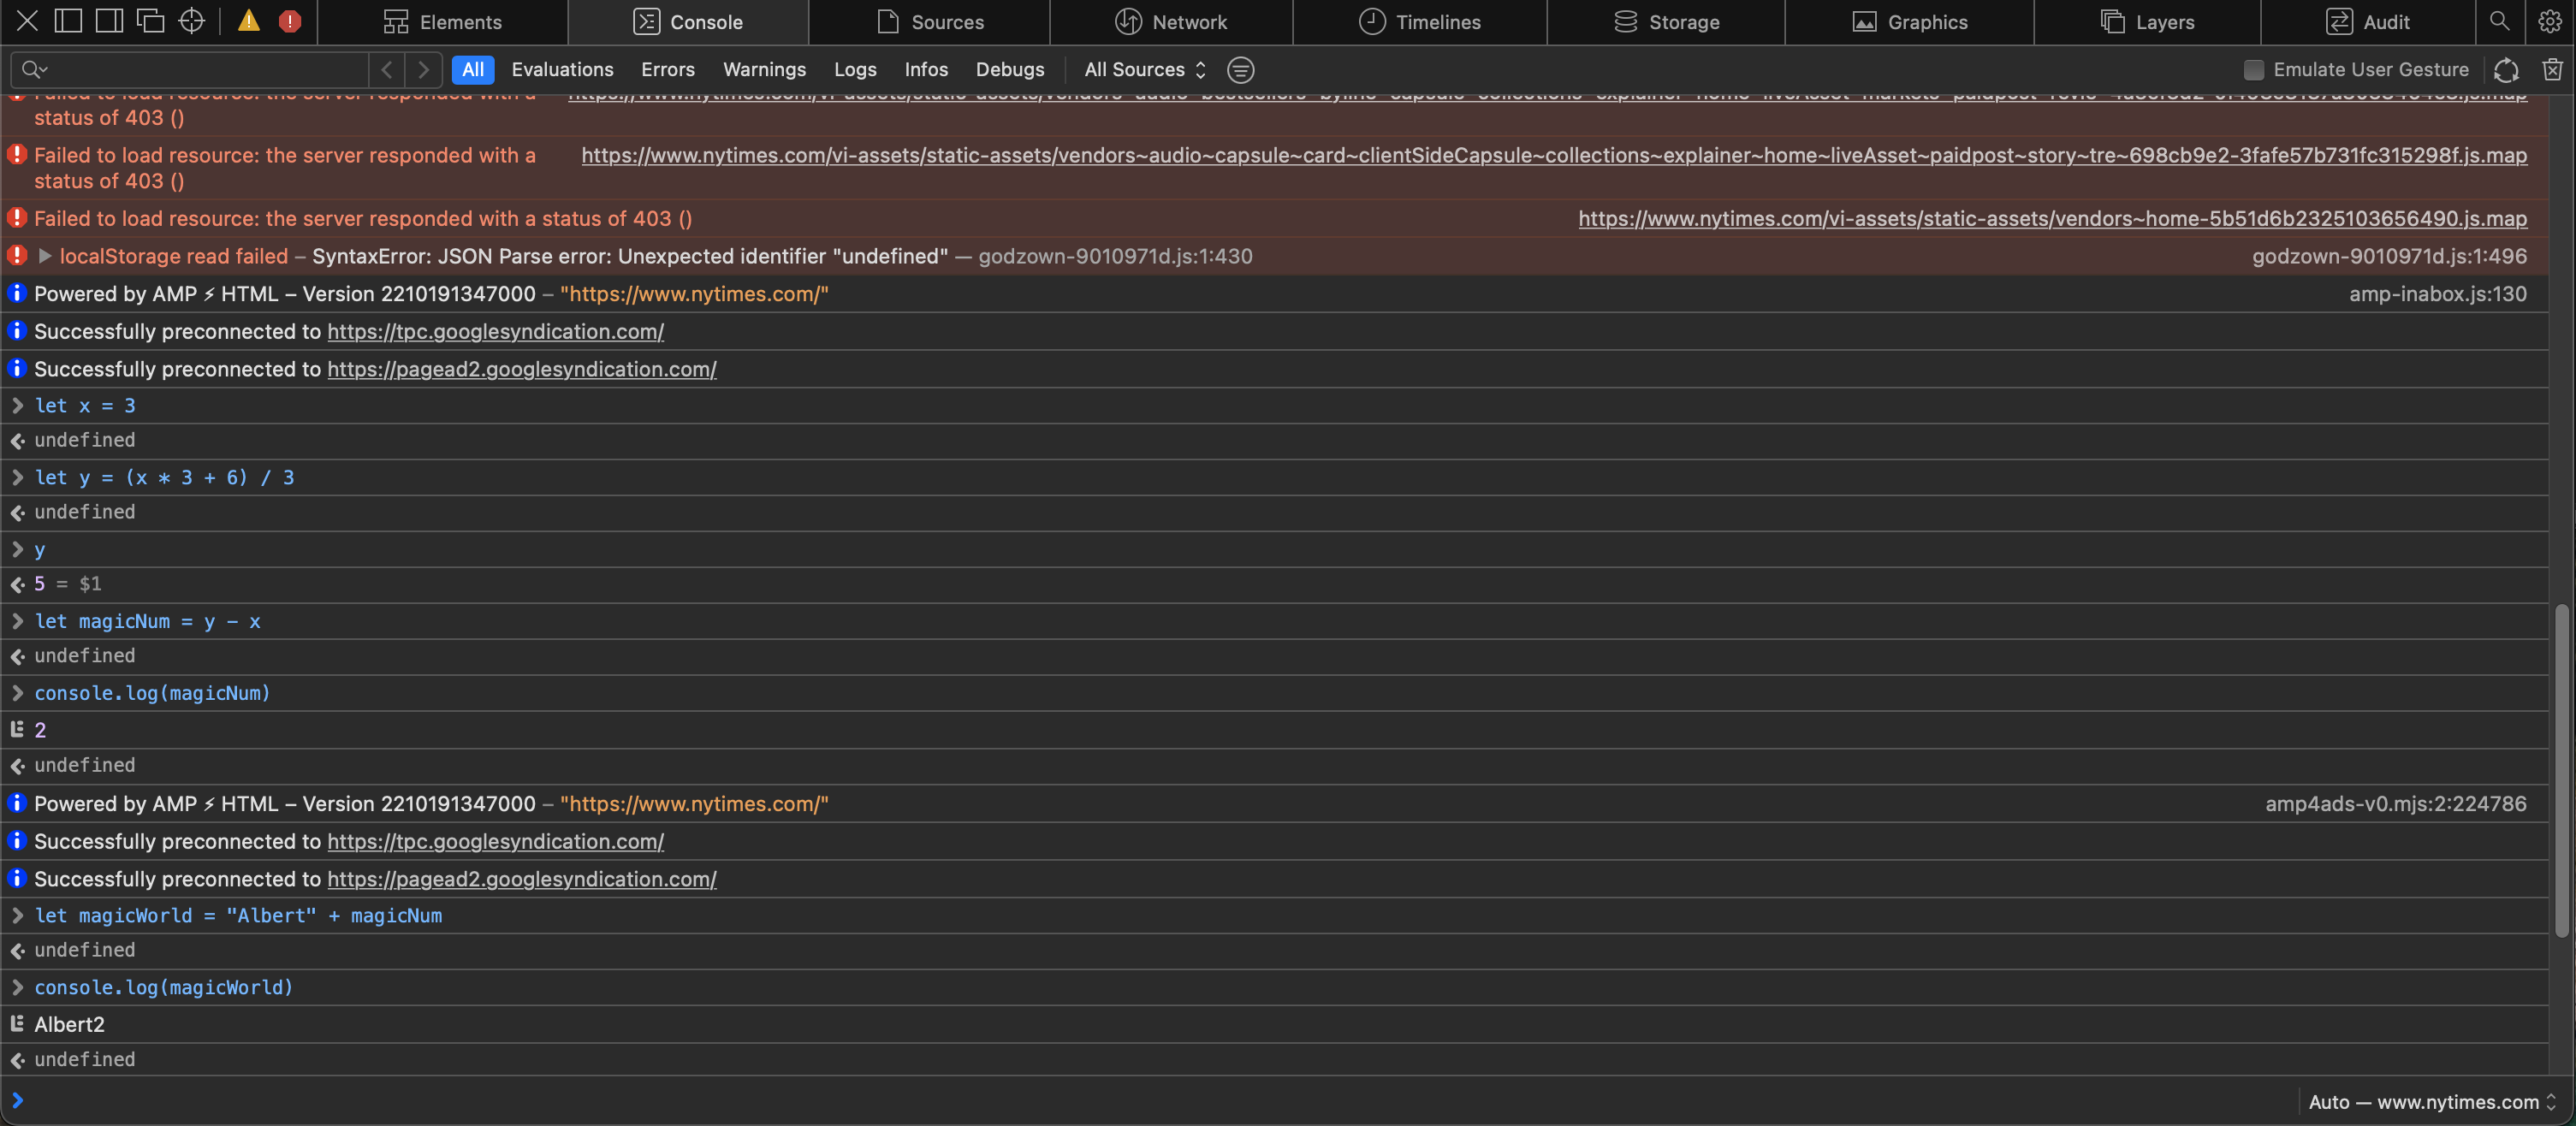 Elements Console Sources Network Timelines Storage Graphics Layers Audit
All Evaluations Errors Warnings Logs Infos Debugs All Sources Emulate User Gesture
Failed to load resource: the server responded with a
status of 403 ()
Failed to load resource: the server responded with a https://www.nytimes.com/vi-assets/static-assets/vendors~audio~capsule~card~clientSideCapsule~collections~explainer~home~liveAsset~paidpost~story~tre~698cb9e2-3fafe57b731fc315298f.js.map
status of 403 ()
Failed to load resource: the server responded with a status of 403 () https://www.nytimes.com/vi-assets/static-assets/vendors~home-5b51d6b2325103656490.js.map
localStorage read failed – SyntaxError: JSON Parse error: Unexpected identifier "undefined" — godzown-9010971d.js:1:430 godzown-9010971d.js:1:496
Powered by AMP ⚡ HTML – Version 2210191347000 – "https://www.nytimes.com/" amp-inabox.js:130
Successfully preconnected to https://tpc.googlesyndication.com/
Successfully preconnected to https://pagead2.googlesyndication.com/
let x = 3
undefined
let y = (x * 3 + 6) / 3
undefined
y
5 = $1
let magicNum = y - x
undefined
console.log(magicNum)
2
undefined
Powered by AMP ⚡ HTML – Version 2210191347000 – "https://www.nytimes.com/" amp4ads-v0.mjs:2:224786
Successfully preconnected to https://tpc.googlesyndication.com/
Successfully preconnected to https://pagead2.googlesyndication.com/
let magicWorld = "Albert" + magicNum
undefined
console.log(magicWorld)
Albert2
undefined
Auto — www.nytimes.com